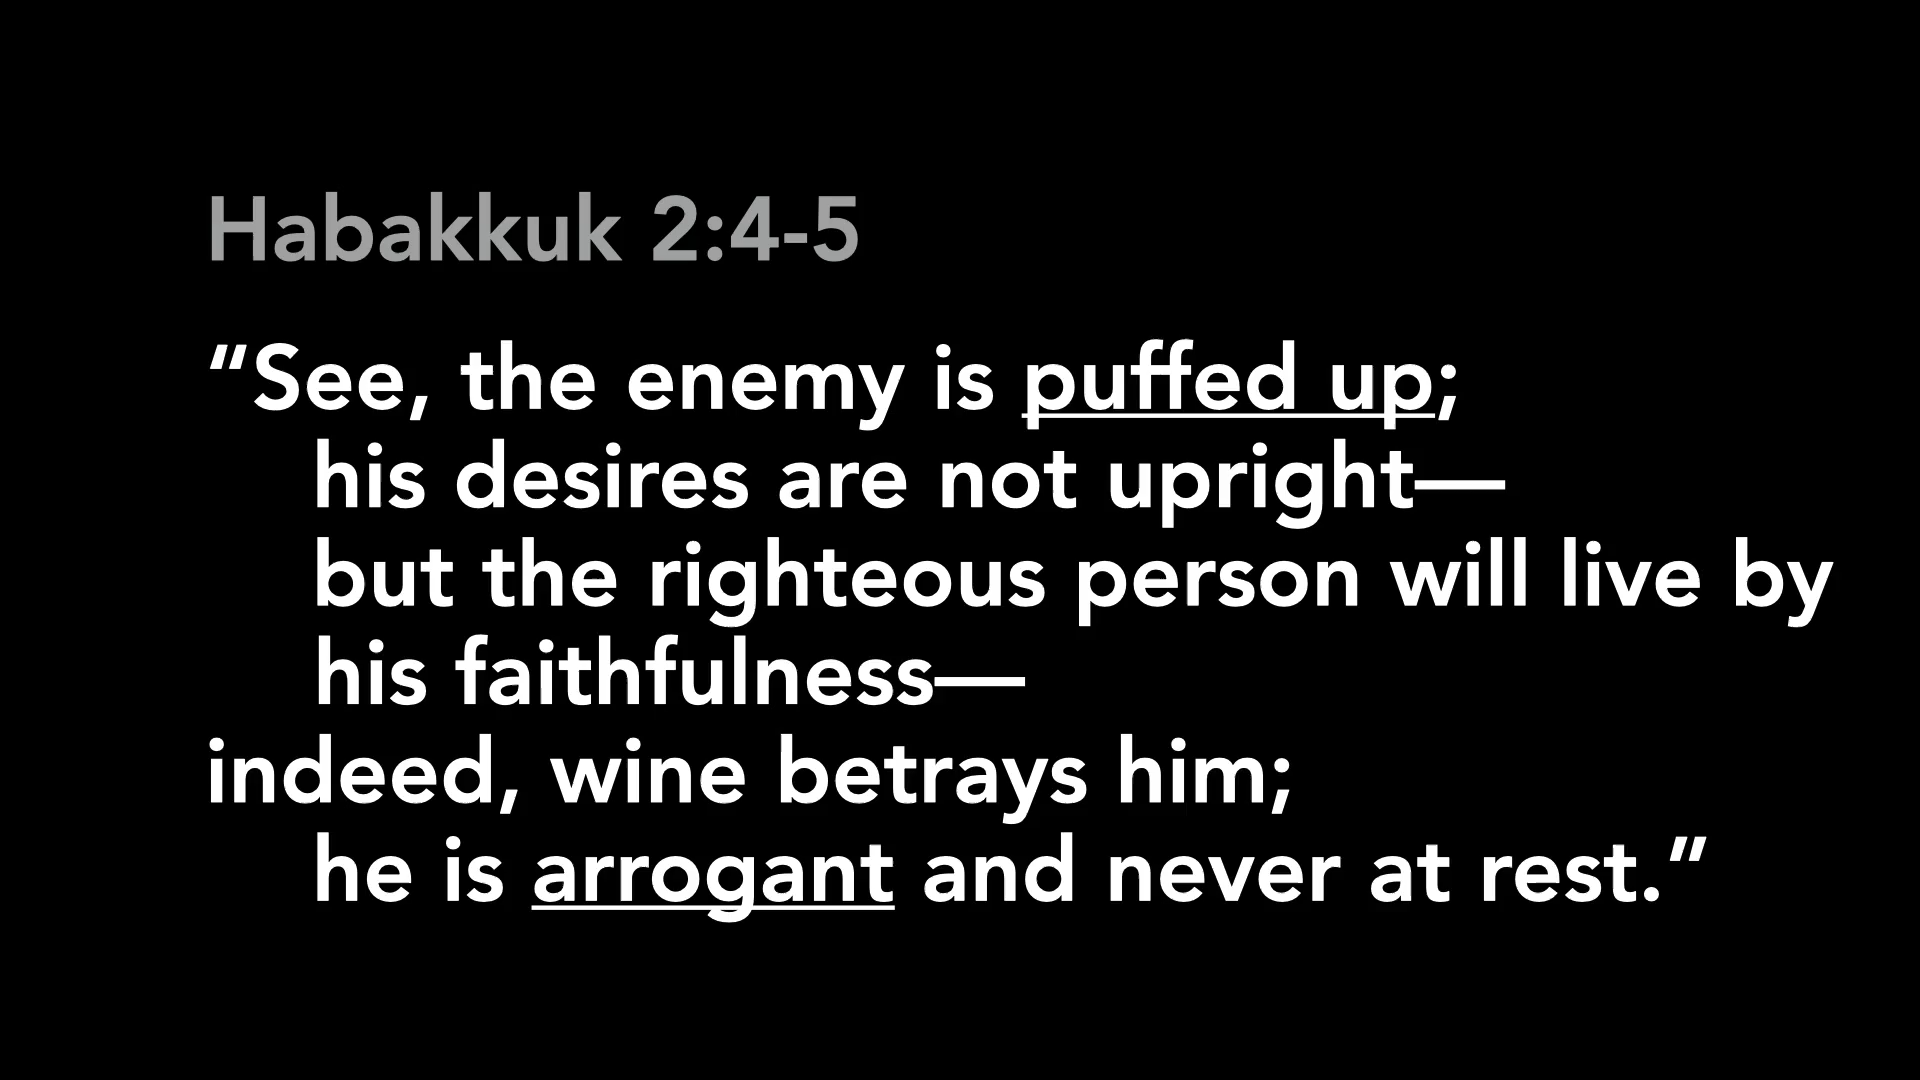 Habakkuk 2:4-5
“See, the enemy is puffed up;
his desires are not upright—
but the righteous person will live by
his faithfulness—
indeed, wine betrays him;
he is arrogant and never at rest.”